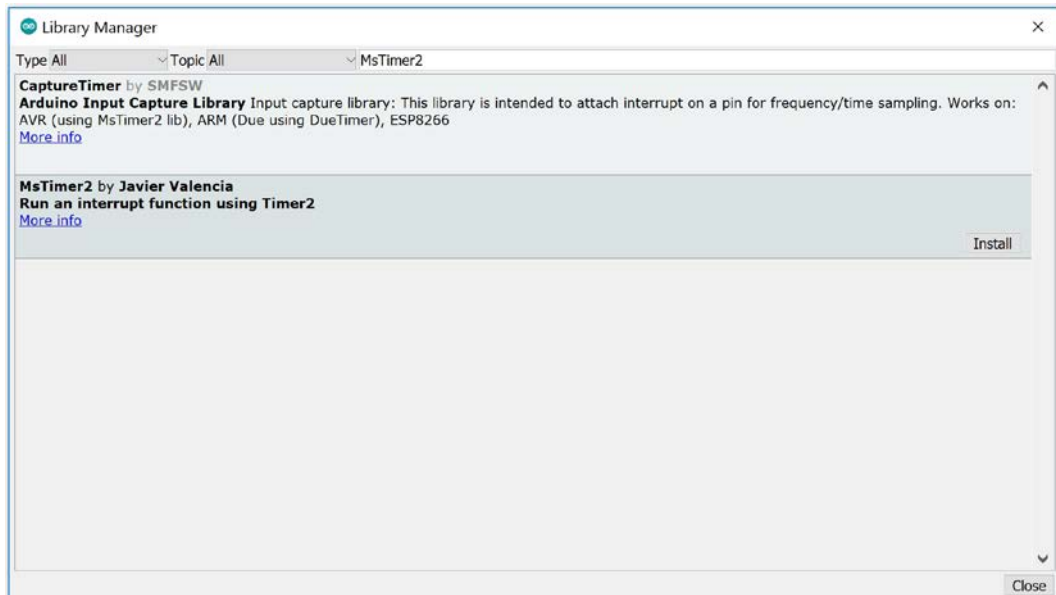 Library Manager
Type All Topic All MsTimer2
CaptureTimer by SMFSW
Arduino Input Capture Library Input capture library: This library is intended to attach interrupt on a pin for frequency/time sampling. Works on:
AVR (using MsTimer2 lib), ARM (Due using DueTimer), ESP8266
More info
MsTimer2 by Javier Valencia
Run an interrupt function using Timer2
More info
Install
Close